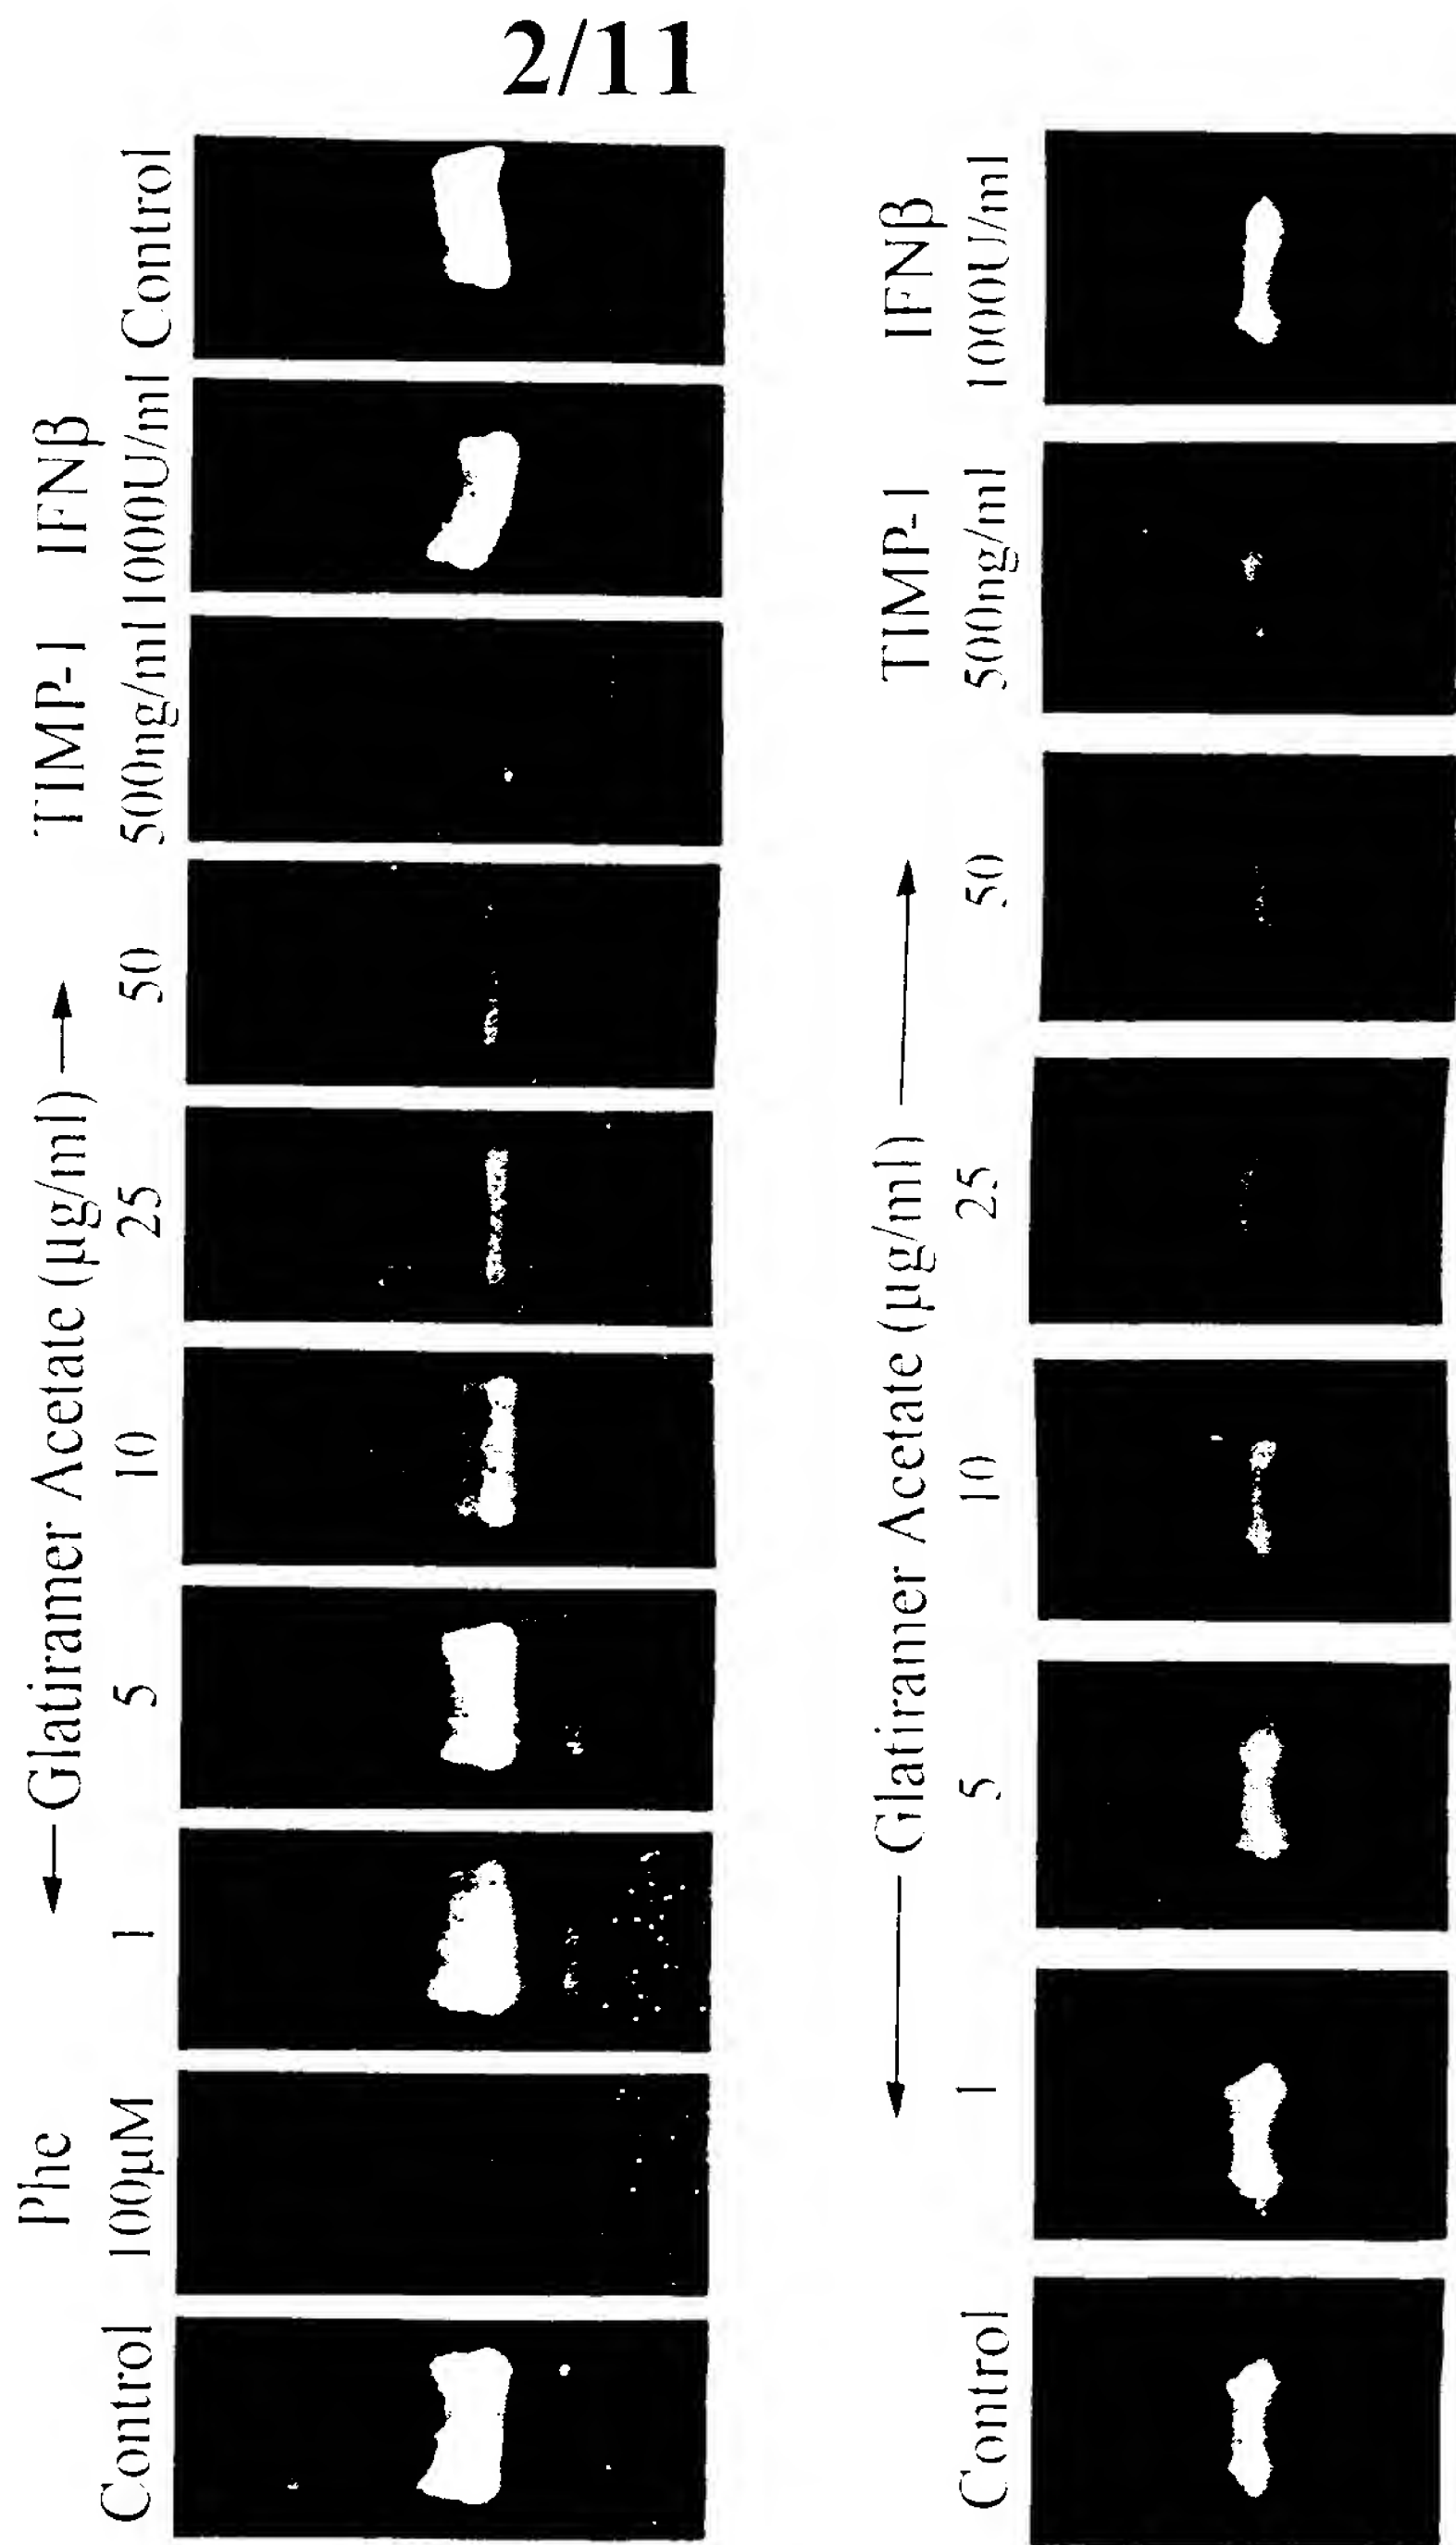 2/11
Phe ← Glatiramer Acetate (µg/ml) → TIMP-1 IFNβ
Control 100µM 1 5 10 25 50 500ng/ml 1000U/ml Control
← Glatiramer Acetate (µg/ml) → TIMP-1 IFNβ
Control 1 5 10 25 50 500ng/ml 1000U/ml